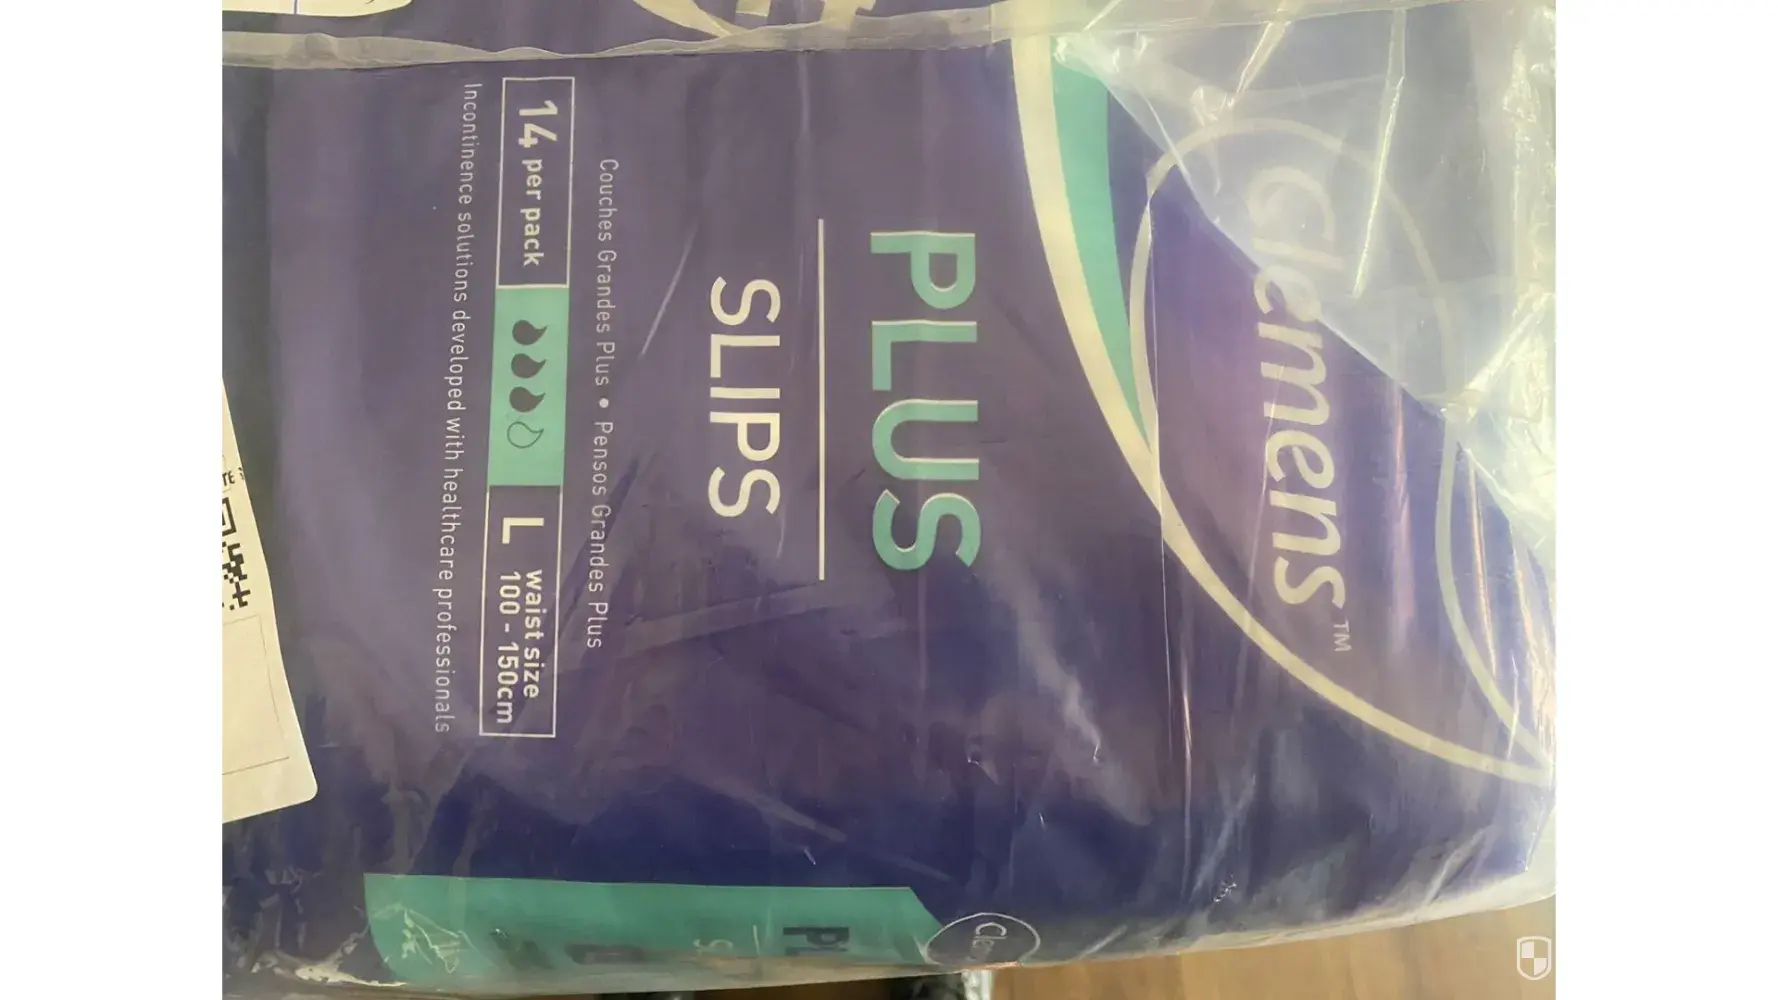 Clemens™
PLUS
SLIPS
Couches Grandes Plus • Pensos Grandes Plus
14 per pack
L
waist size
100 - 150cm
Incontinence solutions developed with healthcare professionals